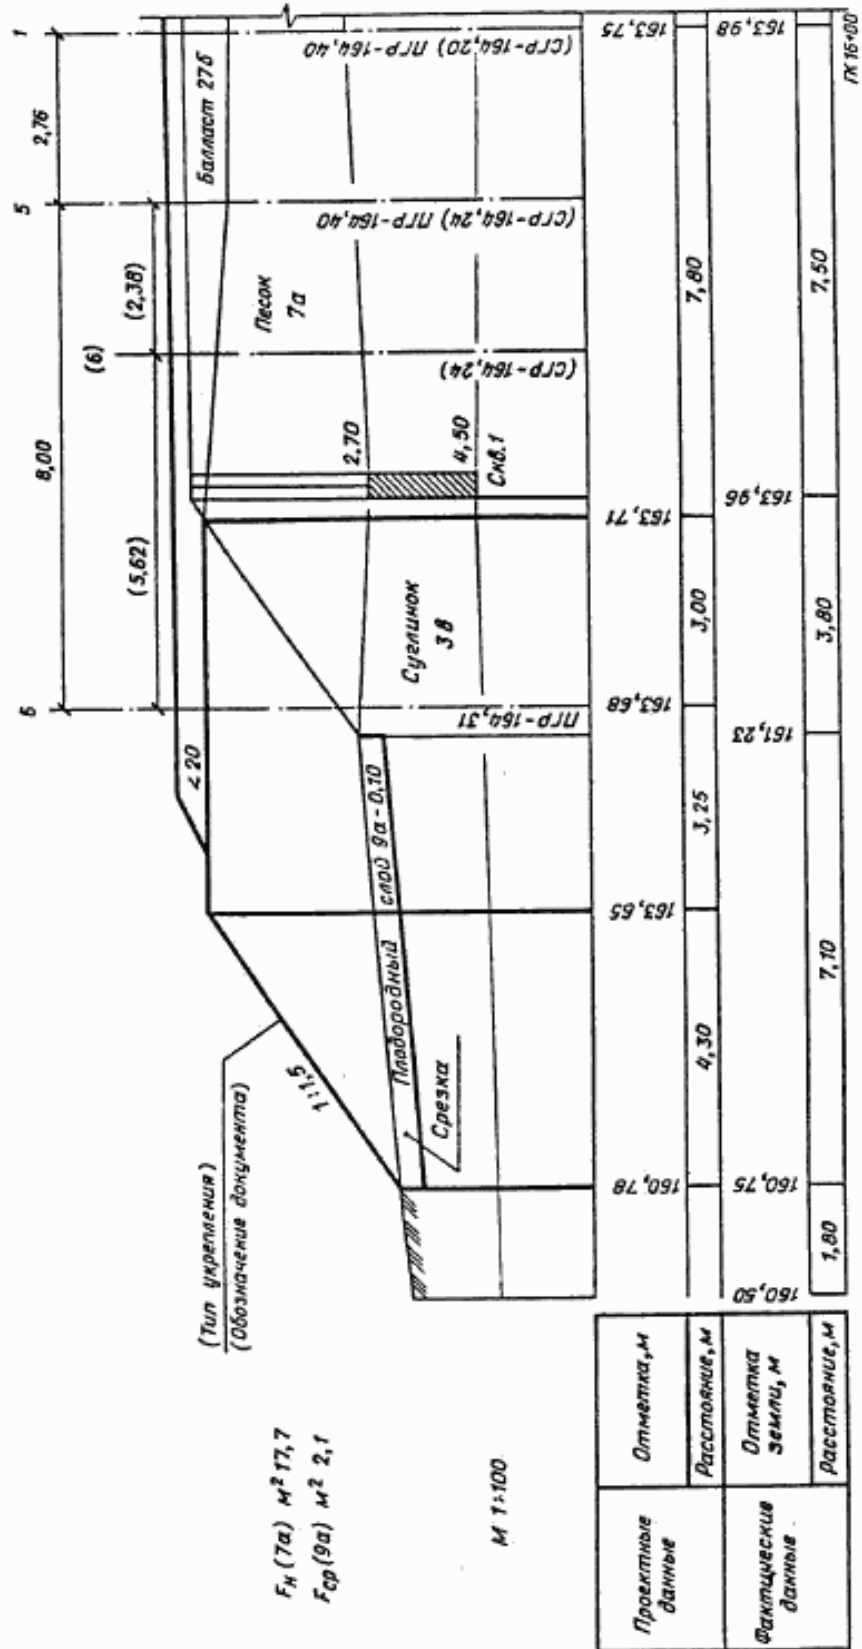 1
2,76
5
8,00
6
(2,38)
(6)
(5,62)
Балласт 27б
Песок
7а
2,70
4,50
Скв.1
(СГР-164,20) ПГР-164,40
(СГР-164,24) ПГР-164,40
(СГР-164,24)
ПГР-164,31
Суглинок
3в
<20
Плодородный слой 9а-0,10
Срезка
1:1,5
(Тип укрепления)
(Обозначение документа)
Fн (7а) м² 17,7
Fср (9а) м² 2,1
М 1:100
Проектные
данные
Отметка, м
160,78
163,65
163,68
163,71
163,75
Расстояние, м
4,30
3,25
3,00
7,80
Фактические
данные
Отметка
земли, м
160,50
160,75
161,23
163,96
163,98
Расстояние, м
1,80
7,10
3,80
7,50
ПК 16+00